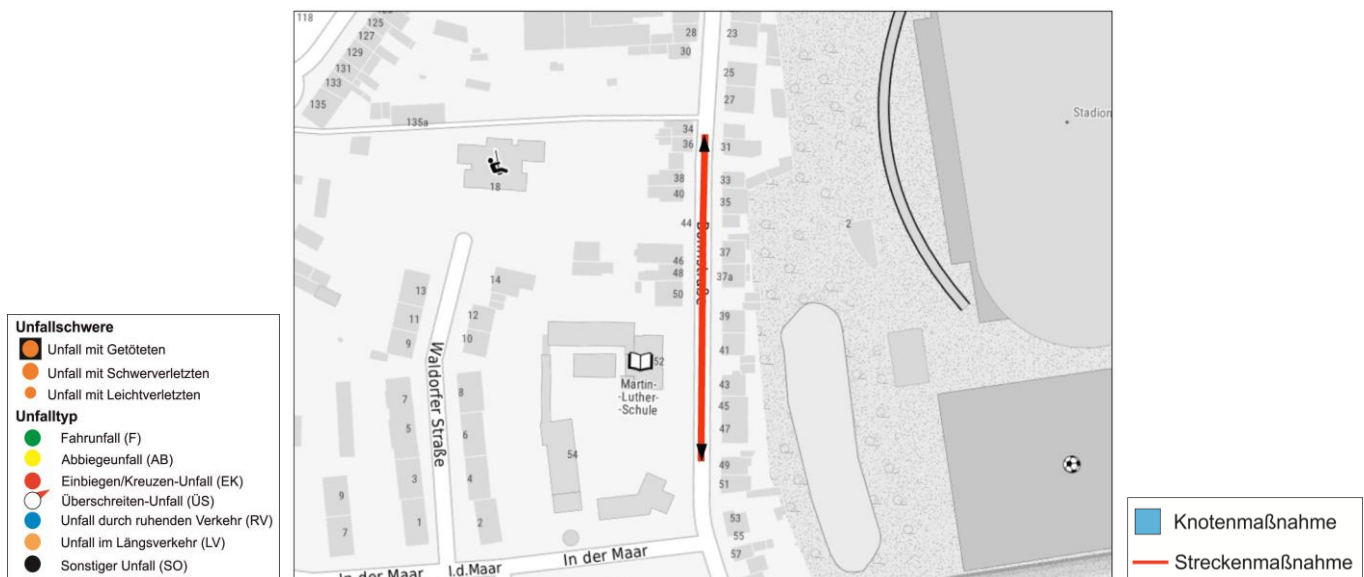 118
125
127
129
131
133
135
135a
28
30
23
25
27
34
36
31
Stadion
18
38
40
33
35
44
2
46
48
50
37
37a
13
11
9
14
12
10
39
41
52
Martin-
-Luther-
-Schule
Waldorfer Straße
7
5
3
1
8
6
4
2
43
45
47
49
51
54
9
7
53
55
57
In der Maar
I.d.Maar
In der Maar
Unfallschwere
Unfall mit Getöteten
Unfall mit Schwerverletzten
Unfall mit Leichtverletzten
Unfalltyp
Fahrunfall (F)
Abbiegeunfall (AB)
Einbiegen/Kreuzen-Unfall (EK)
Überschreiten-Unfall (ÜS)
Unfall durch ruhenden Verkehr (RV)
Unfall im Längsverkehr (LV)
Sonstiger Unfall (SO)
Knotenmaßnahme
Streckenmaßnahme